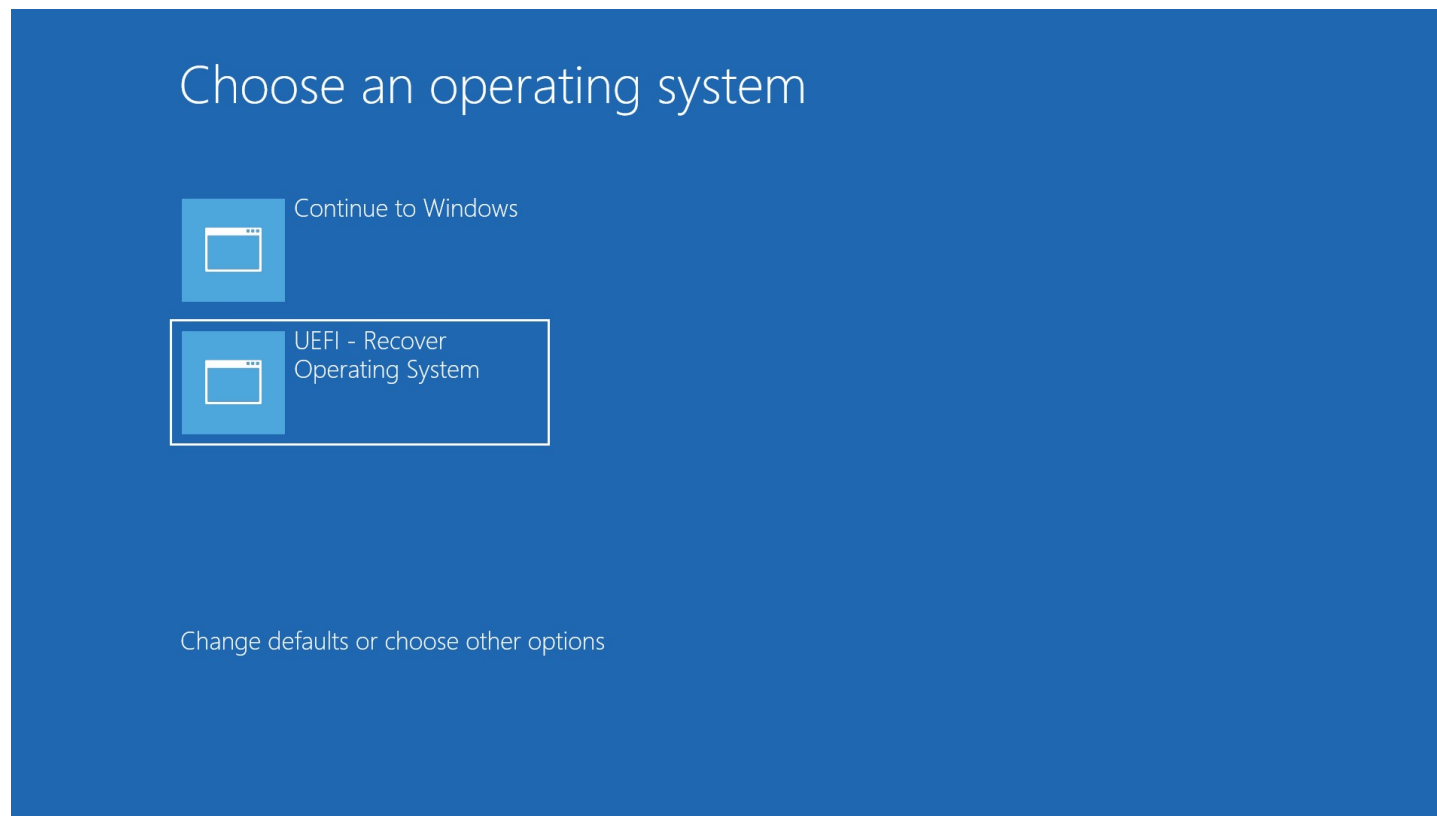 Choose an operating system
Continue to Windows
UEFI - Recover
Operating System
Change defaults or choose other options